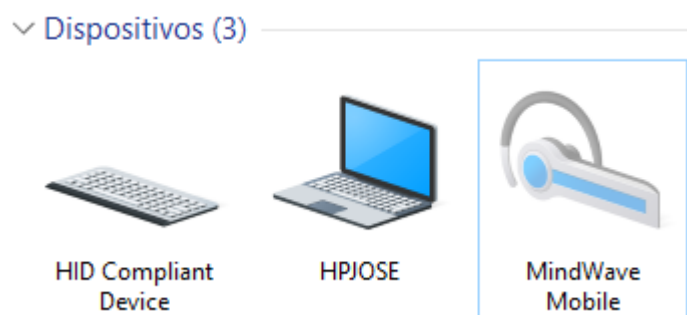 Dispositivos (3)
HID Compliant
Device
HPJOSE
MindWave
Mobile